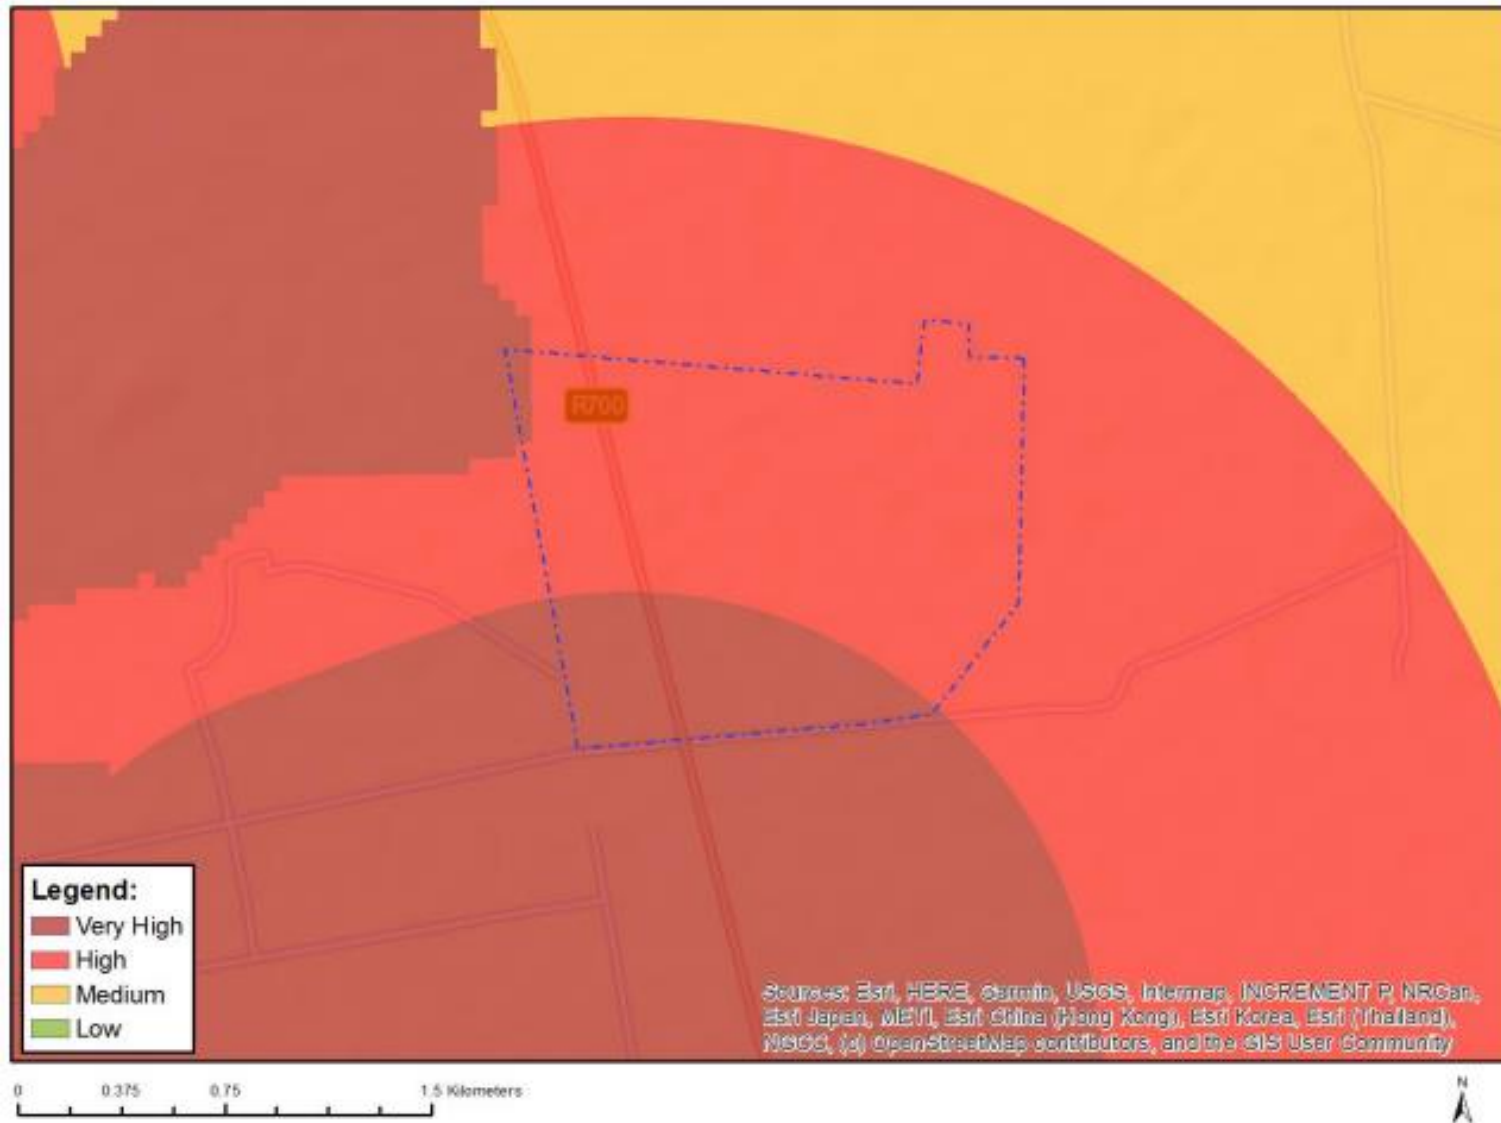 R700
Legend:
Very High
High
Medium
Low
Sources: Esri, HERE, Garmin, USGS, Intermap, INCREMENT P, NRCan,
Esri Japan, METI, Esri China (Hong Kong), Esri Korea, Esri (Thailand),
NGCC, (c) OpenStreetMap contributors, and the GIS User Community
0 0.375 0.75 1.5 Kilometers
N